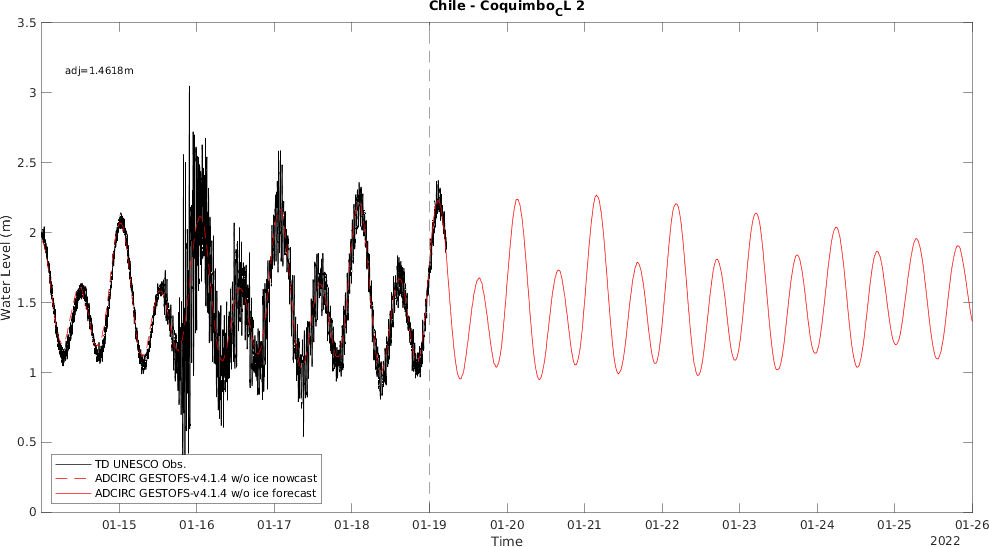 Chile - Coquimbo_CL 2
adj=1.4618m
3.5
3
2.5
2
1.5
1
0.5
0
Water Level (m)
TD UNESCO Obs.
ADCIRC GESTOFS-v4.1.4 w/o ice nowcast
ADCIRC GESTOFS-v4.1.4 w/o ice forecast
01-15 01-16 01-17 01-18 01-19 01-20 01-21 01-22 01-23 01-24 01-25 01-26
Time
2022